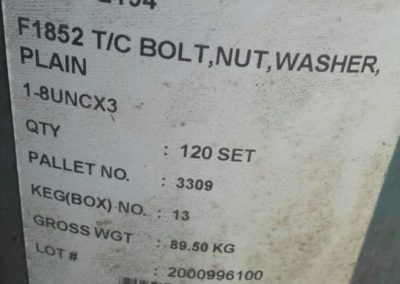 F1852 T/C BOLT,NUT,WASHER,
PLAIN
1-8UNCX3
QTY : 120 SET
PALLET NO. : 3309
KEG(BOX) NO. : 13
GROSS WGT : 89.50 KG
LOT # : 2000996100